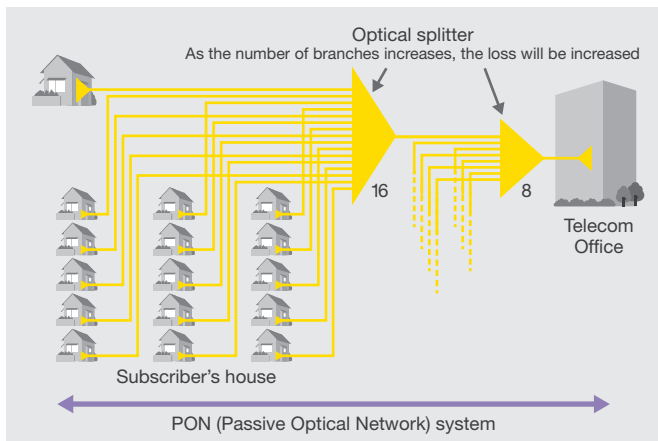 Optical splitter
As the number of branches increases, the loss will be increased
16
8
Telecom
Office
Subscriber's house
PON (Passive Optical Network) system